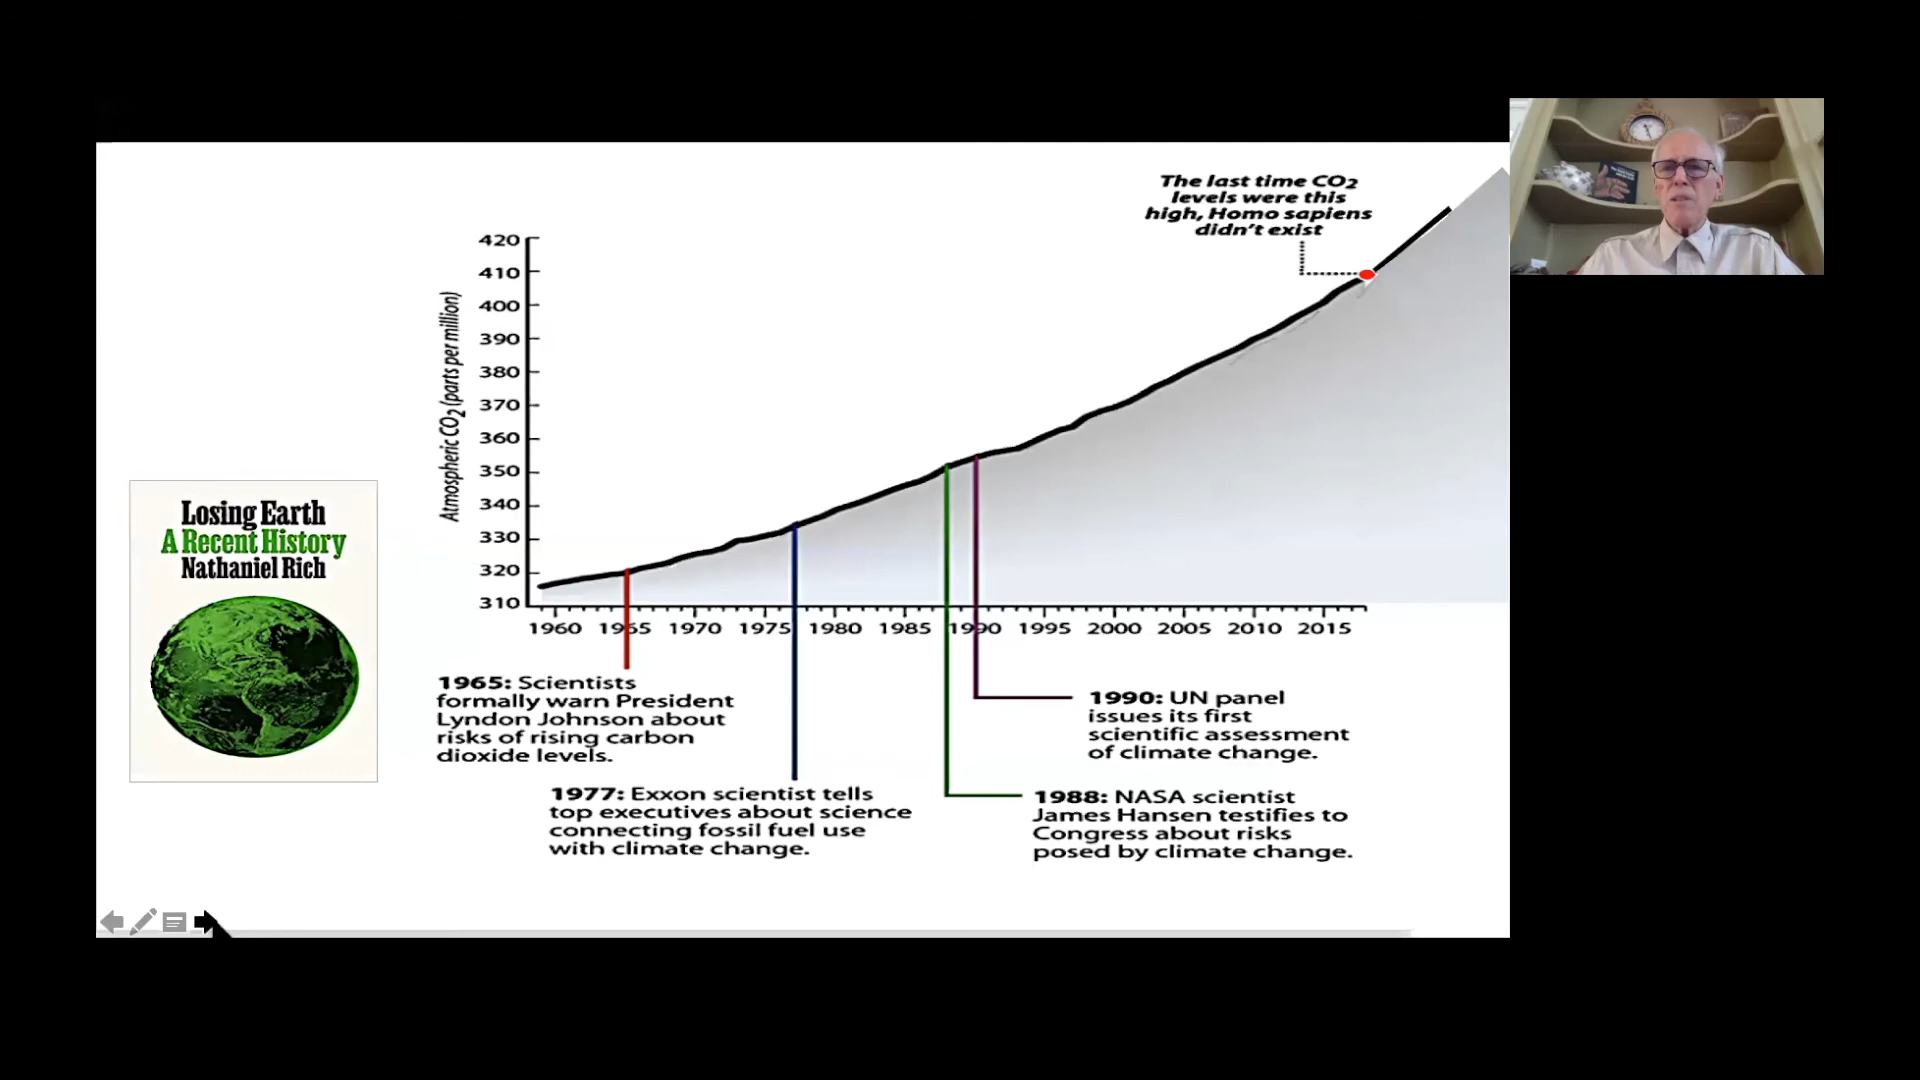 The last time CO2
levels were this
high, Homo sapiens
didn't exist
420
410
400
390
380
370
360
350
340
330
320
310
Atmospheric CO2 (parts per million)
1960 1965 1970 1975 1980 1985 1990 1995 2000 2005 2010 2015
Losing Earth
A Recent History
Nathaniel Rich
1965: Scientists
formally warn President
Lyndon Johnson about
risks of rising carbon
dioxide levels.
1977: Exxon scientist tells
top executives about science
connecting fossil fuel use
with climate change.
1990: UN panel
issues its first
scientific assessment
of climate change.
1988: NASA scientist
James Hansen testifies to
Congress about risks
posed by climate change.